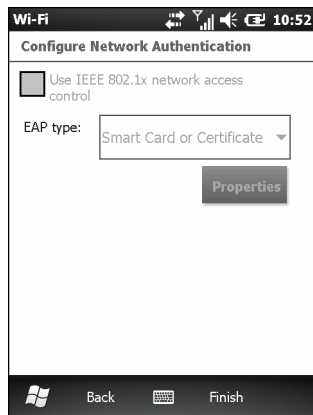 Wi-Fi 10:52
Configure Network Authentication
Use IEEE 802.1x network access
control
EAP type:
Smart Card or Certificate
Properties
Back Finish